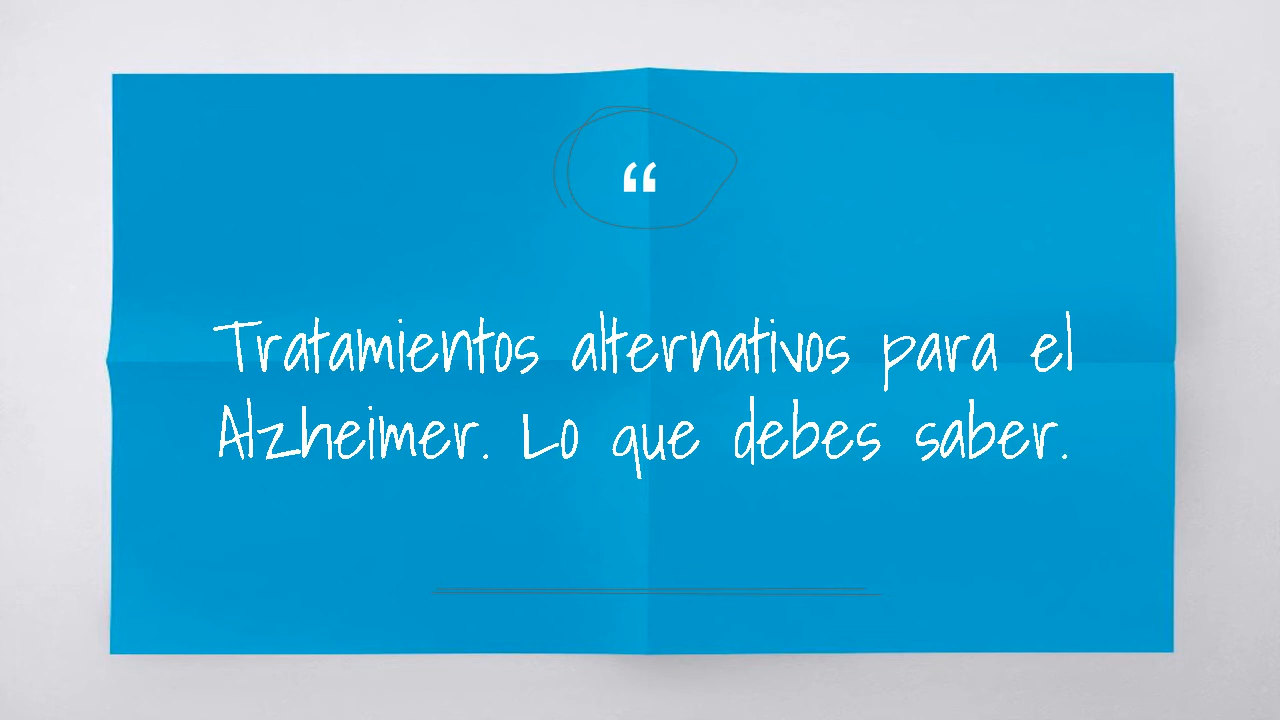 “
Tratamientos alternativos para el
Alzheimer. Lo que debes saber.